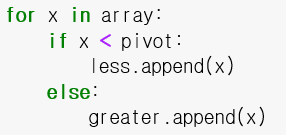 for x in array:
    if x < pivot:
        less.append(x)
    else:
        greater.append(x)